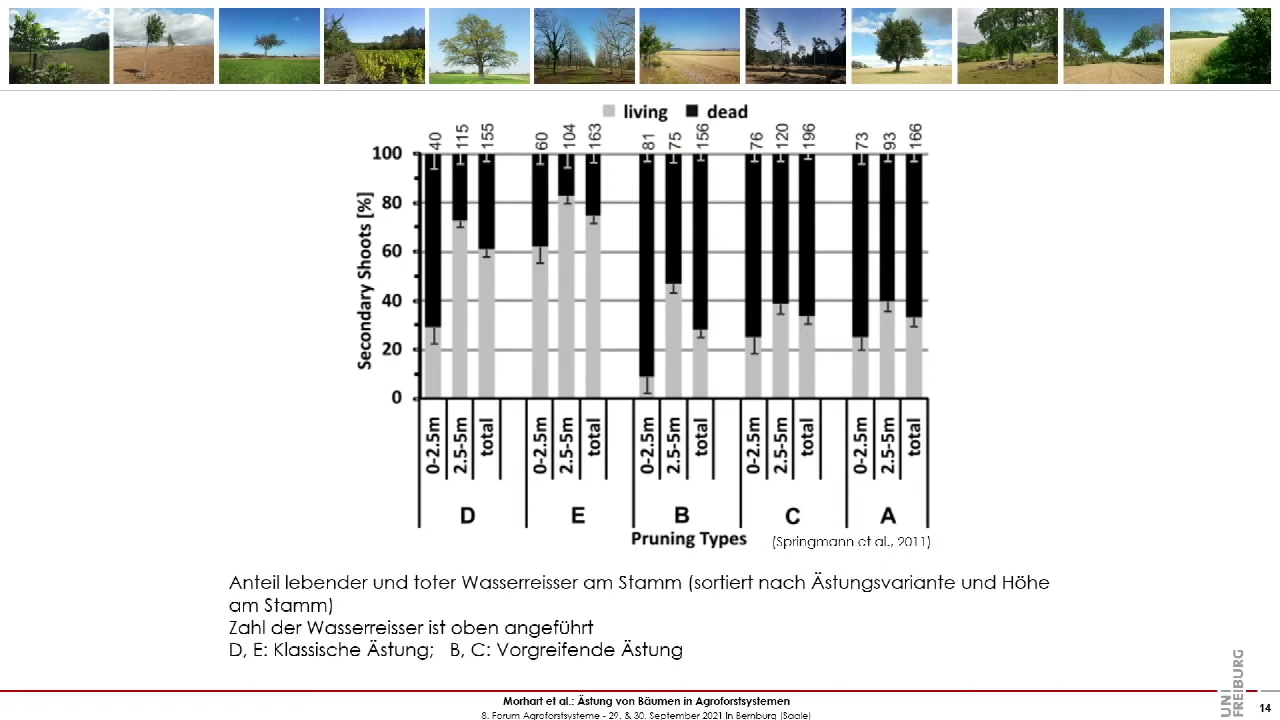 living dead
40 115 155 60 104 163 81 75 156 76 120 196 73 93 166
100
80
60
40
20
0
Secondary Shoots [%]
0-2.5m 2.5-5m total 0-2.5m 2.5-5m total 0-2.5m 2.5-5m total 0-2.5m 2.5-5m total 0-2.5m 2.5-5m total
D E B C A
Pruning Types (Springmann et al., 2011)
Anteil lebender und toter Wasserreisser am Stamm (sortiert nach Ästungsvariante und Höhe
am Stamm)
Zahl der Wasserreisser ist oben angeführt
D, E: Klassische Ästung; B, C: Vorgreifende Ästung
Morhart et al.: Ästung von Bäumen in Agroforstsystemen
8. Forum Agroforstsysteme - 29. & 30. September 2021 in Bernburg (Saale)
UNI
FREIBURG
14